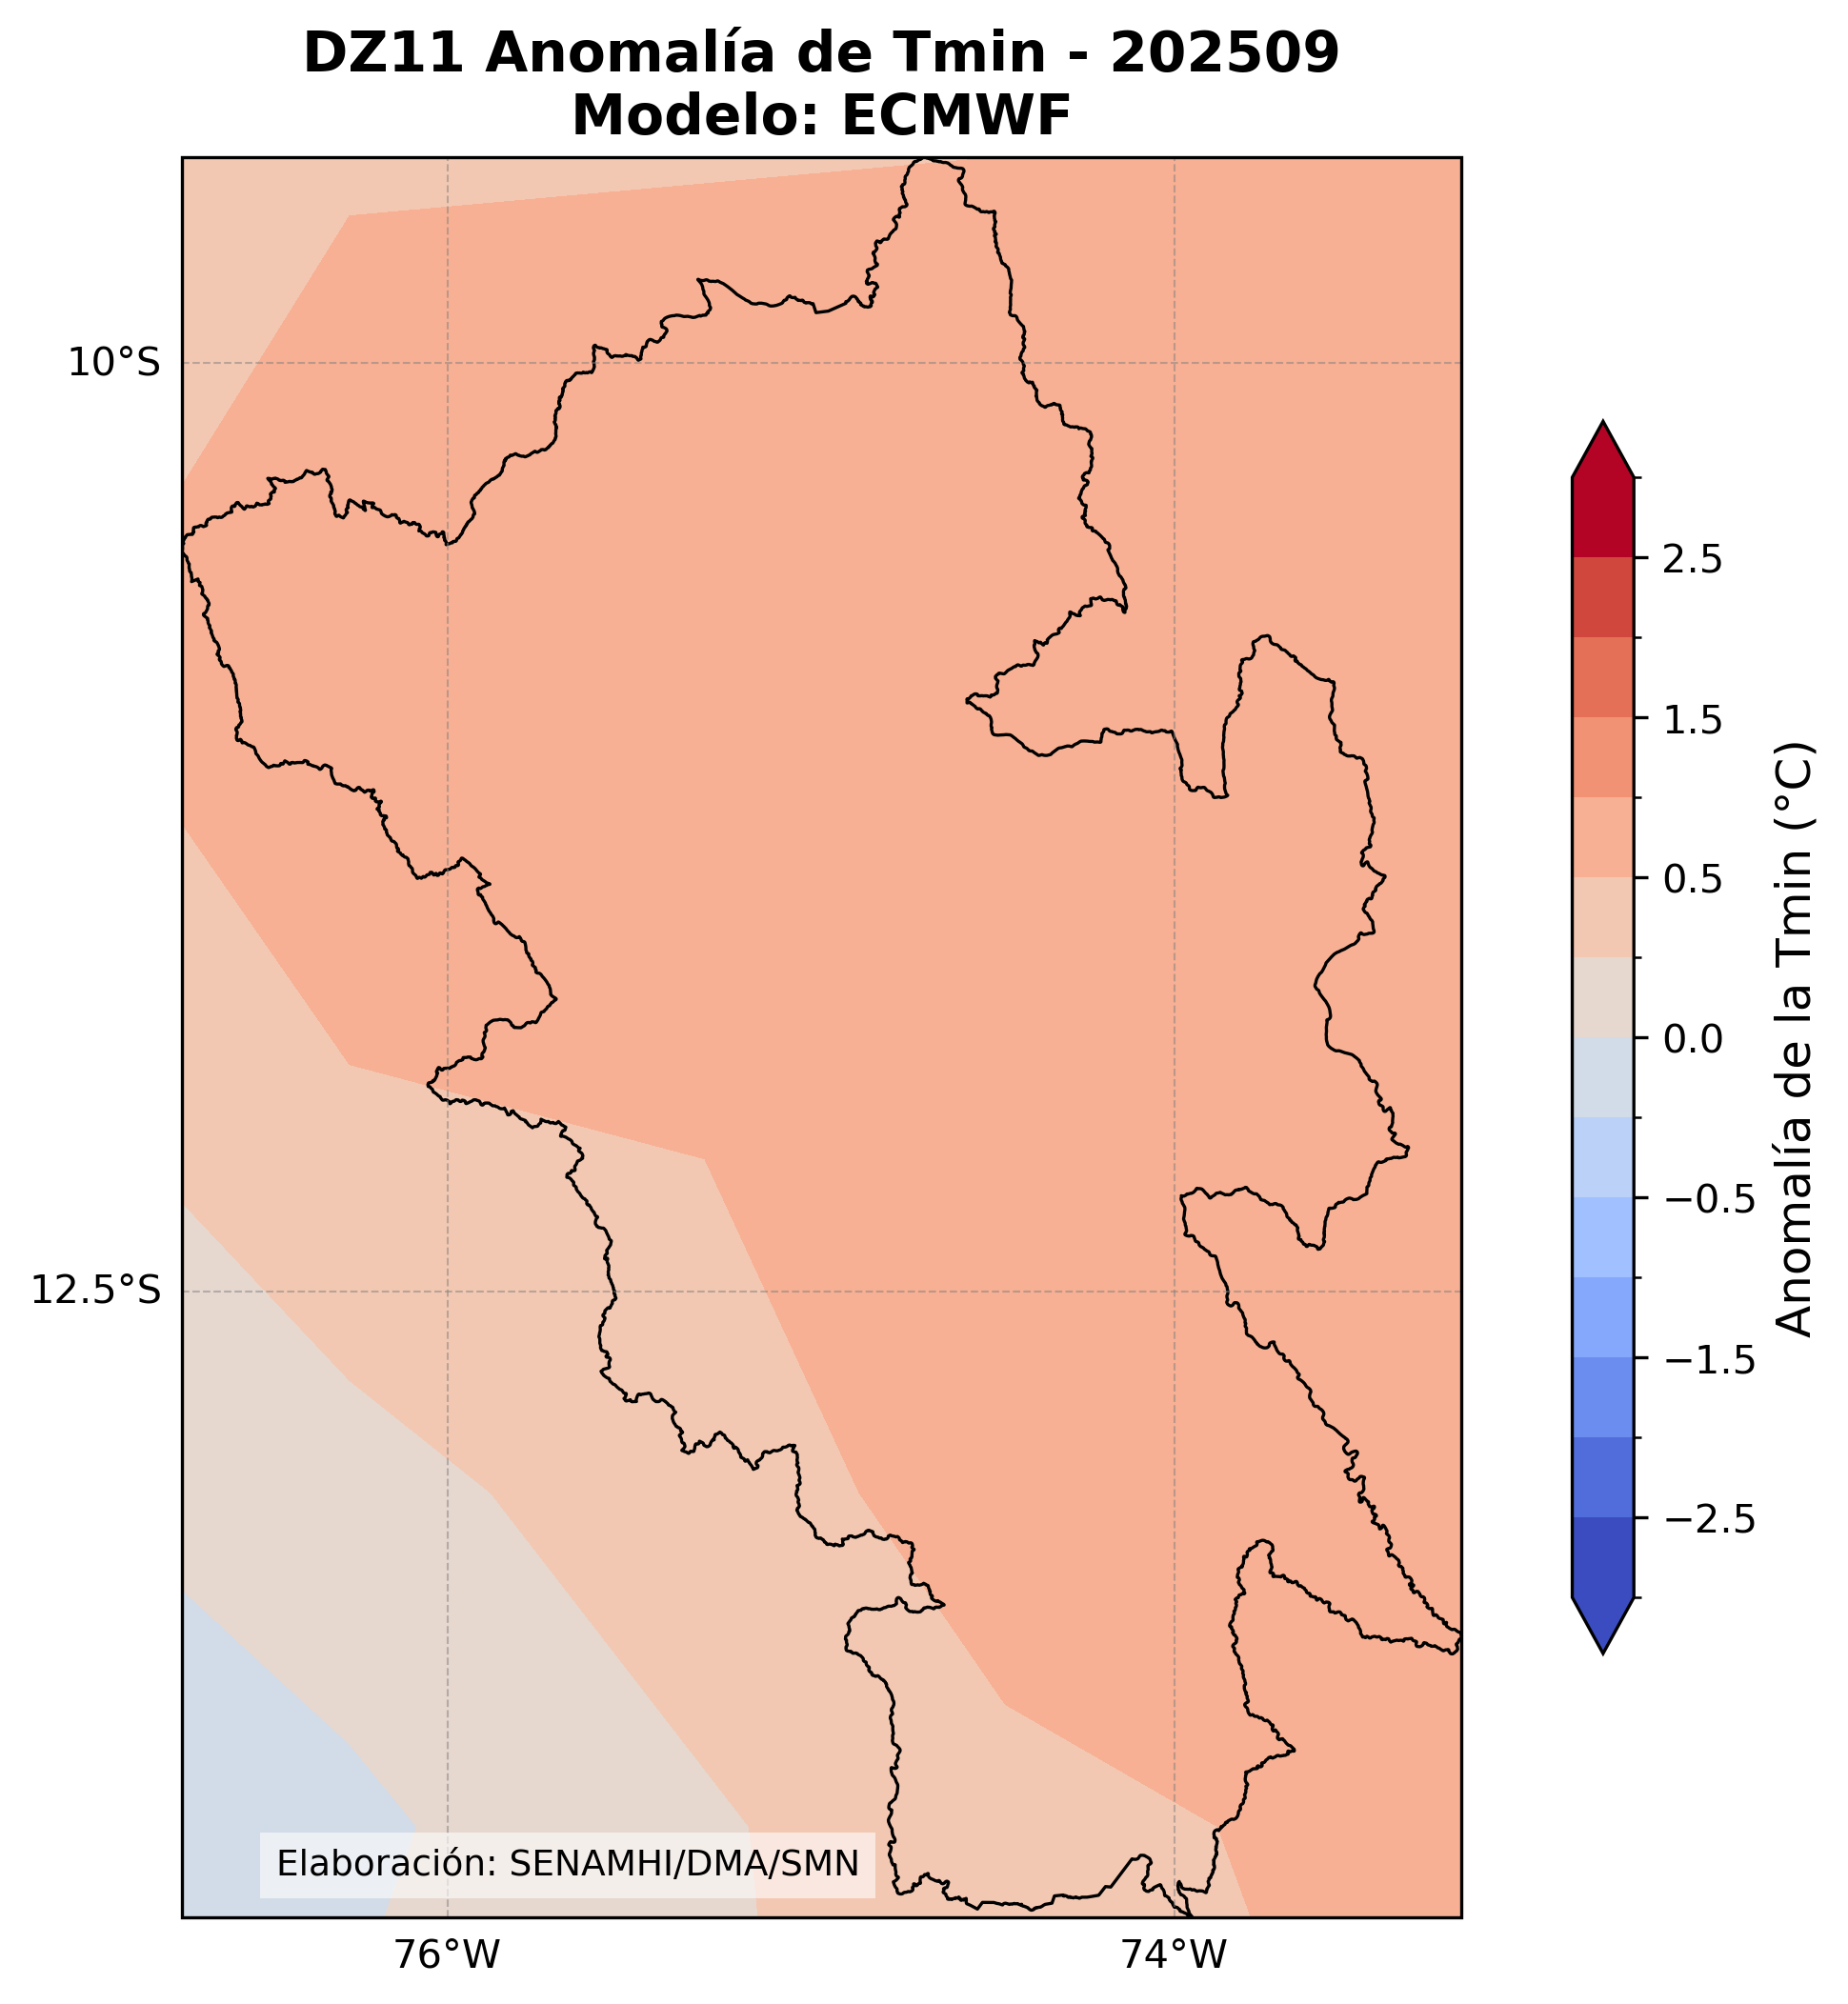 DZ11 Anomalía de Tmin - 202509
Modelo: ECMWF
10°S
12.5°S
76°W
74°W
Elaboración: SENAMHI/DMA/SMN
2.5
1.5
0.5
0.0
−0.5
−1.5
−2.5
Anomalía de la Tmin (°C)